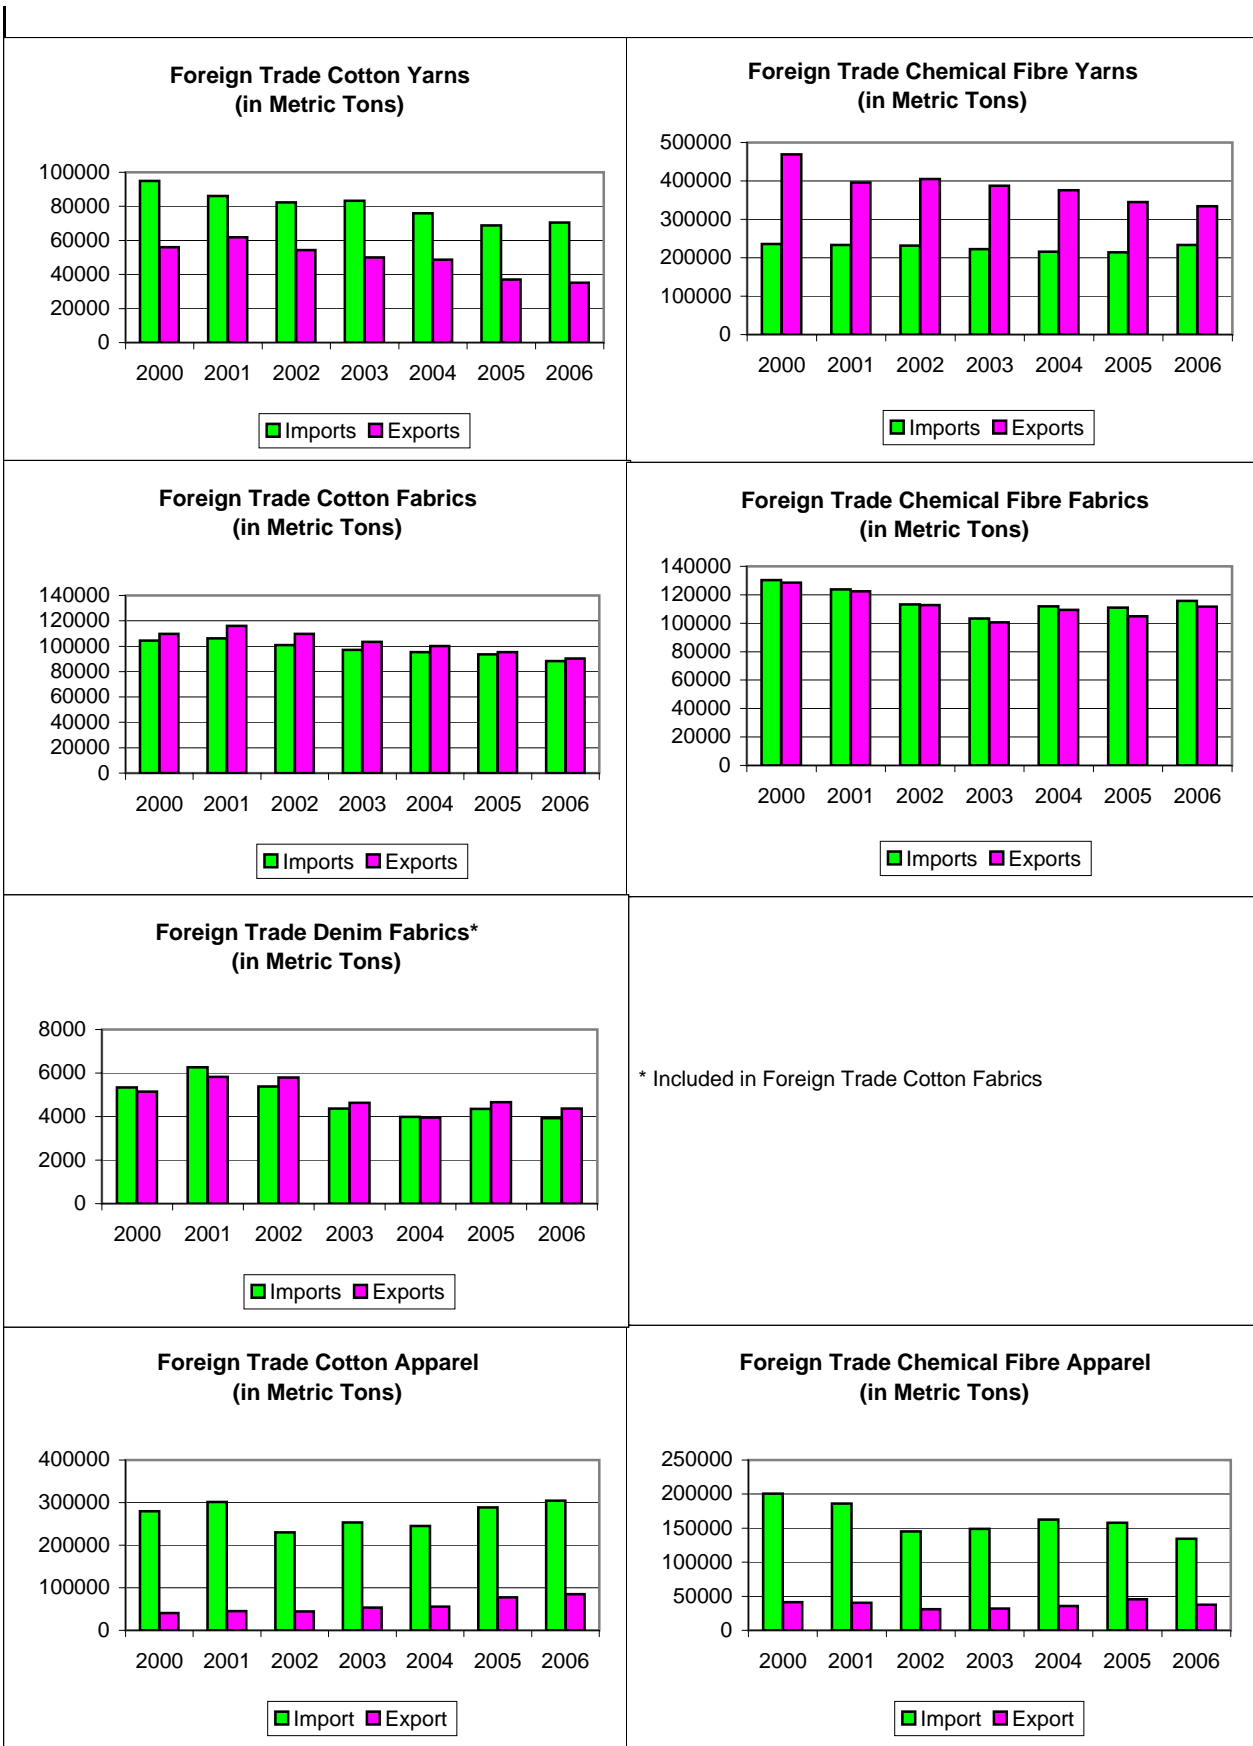 Foreign Trade Cotton Yarns
(in Metric Tons)
100000
80000
60000
40000
20000
0
2000 2001 2002 2003 2004 2005 2006
Imports Exports
Foreign Trade Chemical Fibre Yarns
(in Metric Tons)
500000
400000
300000
200000
100000
0
2000 2001 2002 2003 2004 2005 2006
Imports Exports
Foreign Trade Cotton Fabrics
(in Metric Tons)
140000
120000
100000
80000
60000
40000
20000
0
2000 2001 2002 2003 2004 2005 2006
Imports Exports
Foreign Trade Chemical Fibre Fabrics
(in Metric Tons)
140000
120000
100000
80000
60000
40000
20000
0
2000 2001 2002 2003 2004 2005 2006
Imports Exports
Foreign Trade Denim Fabrics*
(in Metric Tons)
8000
6000
4000
2000
0
2000 2001 2002 2003 2004 2005 2006
Imports Exports
* Included in Foreign Trade Cotton Fabrics
Foreign Trade Cotton Apparel
(in Metric Tons)
400000
300000
200000
100000
0
2000 2001 2002 2003 2004 2005 2006
Import Export
Foreign Trade Chemical Fibre Apparel
(in Metric Tons)
250000
200000
150000
100000
50000
0
2000 2001 2002 2003 2004 2005 2006
Import Export